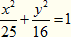 x²/25 + y²/16 = 1